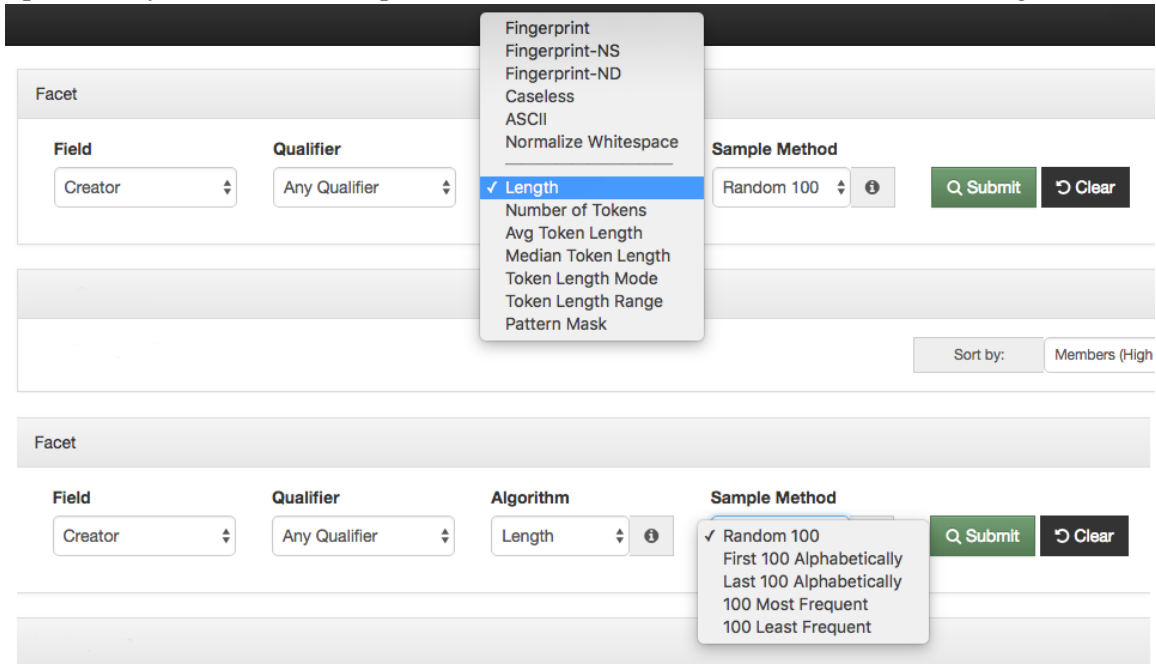 Fingerprint
Fingerprint-NS
Fingerprint-ND
Caseless
ASCII
Normalize Whitespace
Facet
Field Qualifier Sample Method
Creator Any Qualifier ✓ Length Random 100 Submit Clear
Number of Tokens
Avg Token Length
Median Token Length
Token Length Mode
Token Length Range
Pattern Mask
Sort by: Members (High
Facet
Field Qualifier Algorithm Sample Method
Creator Any Qualifier Length ✓ Random 100 Submit Clear
First 100 Alphabetically
Last 100 Alphabetically
100 Most Frequent
100 Least Frequent